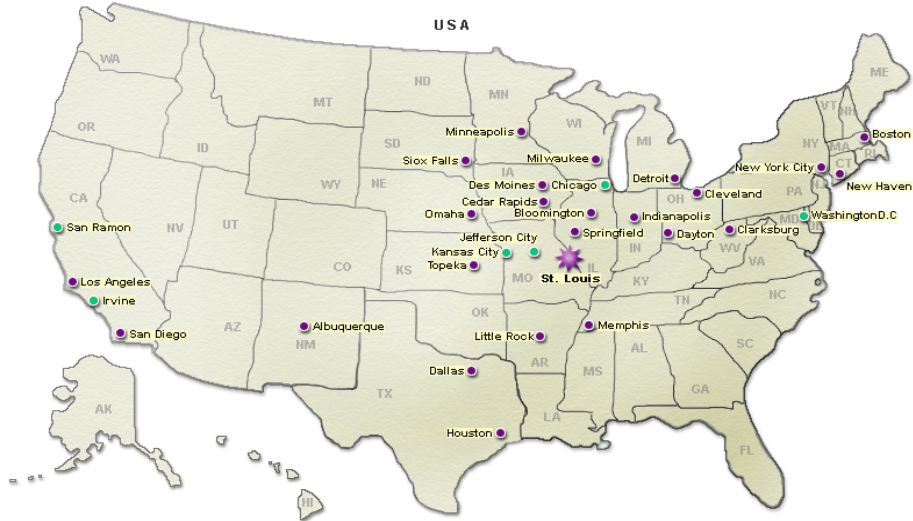 USA
WA
ME
ND
MT
MN
VT
NH
WI
OR
Minneapolis
Boston
MI
SD
ID
NY
MA
RI
Siox Falls
Milwaukee
CT
New York City
IA
Detroit
WY
NE
Des Moines
Chicago
NJ
New Haven
PA
Cleveland
CA
OH
Cedar Rapids
Omaha
Bloomington
Indianapolis
WashingtonD.C
MD
DE
NV
UT
San Ramon
Springfield
Dayton
Clarksburg
Jefferson City
IN
WV
Kansas City
Topeka
VA
CO
KS
IL
MO
St. Louis
KY
Los Angeles
NC
Irvine
TN
OK
AZ
Albuquerque
Memphis
San Diego
Little Rock
NM
SC
AL
AR
Dallas
MS
GA
TX
AK
LA
Houston
FL
HI